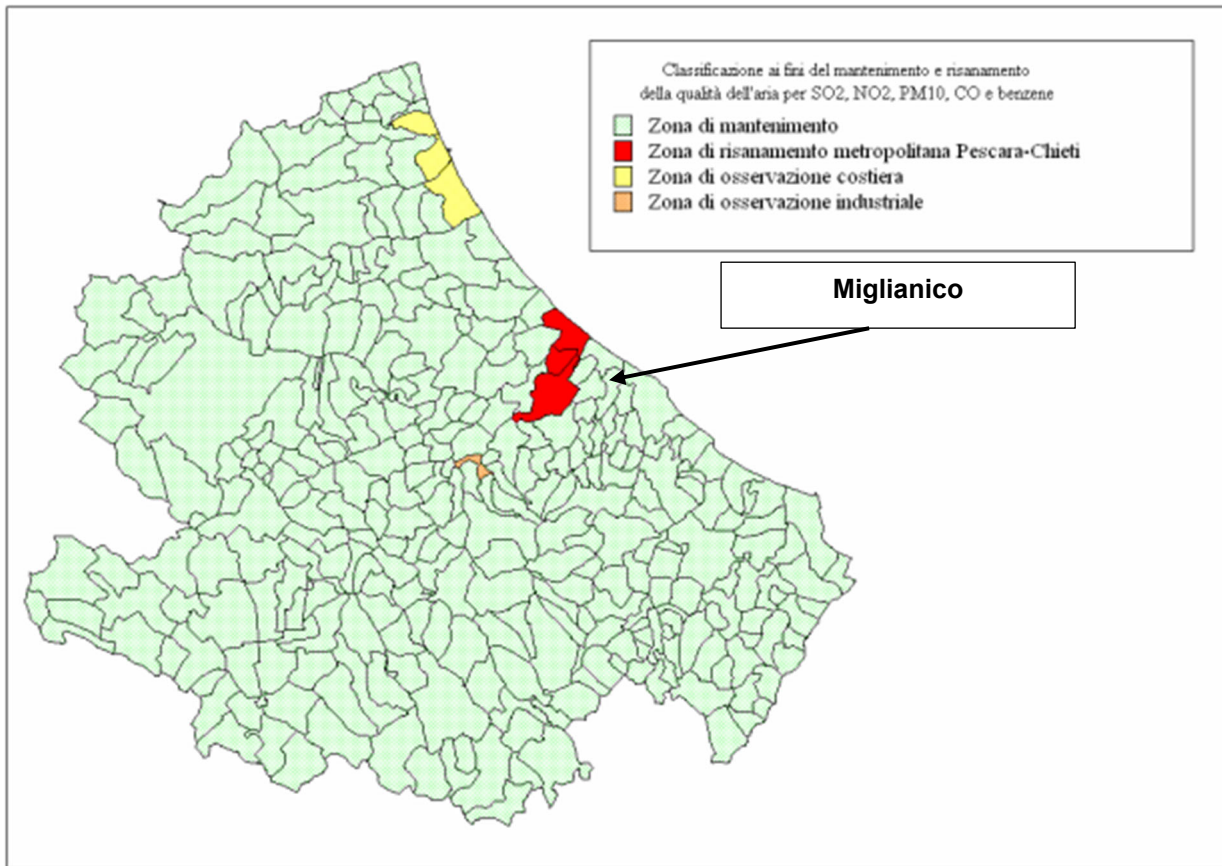 Classificazione ai fini del mantenimento e risanamento
della qualità dell'aria per SO2, NO2, PM10, CO e benzene
Zona di mantenimento
Zona di risanamemto metropolitana Pescara-Chieti
Zona di osservazione costiera
Zona di osservazione industriale
Miglianico